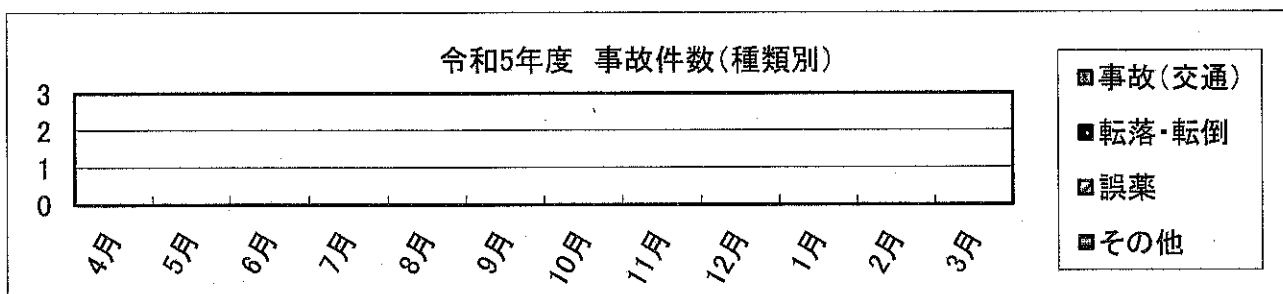 令和5年度 事故件数(種類別)
3
2
1
0
4月 5月 6月 7月 8月 9月 10月 11月 12月 1月 2月 3月
事故(交通)
転落・転倒
誤薬
その他